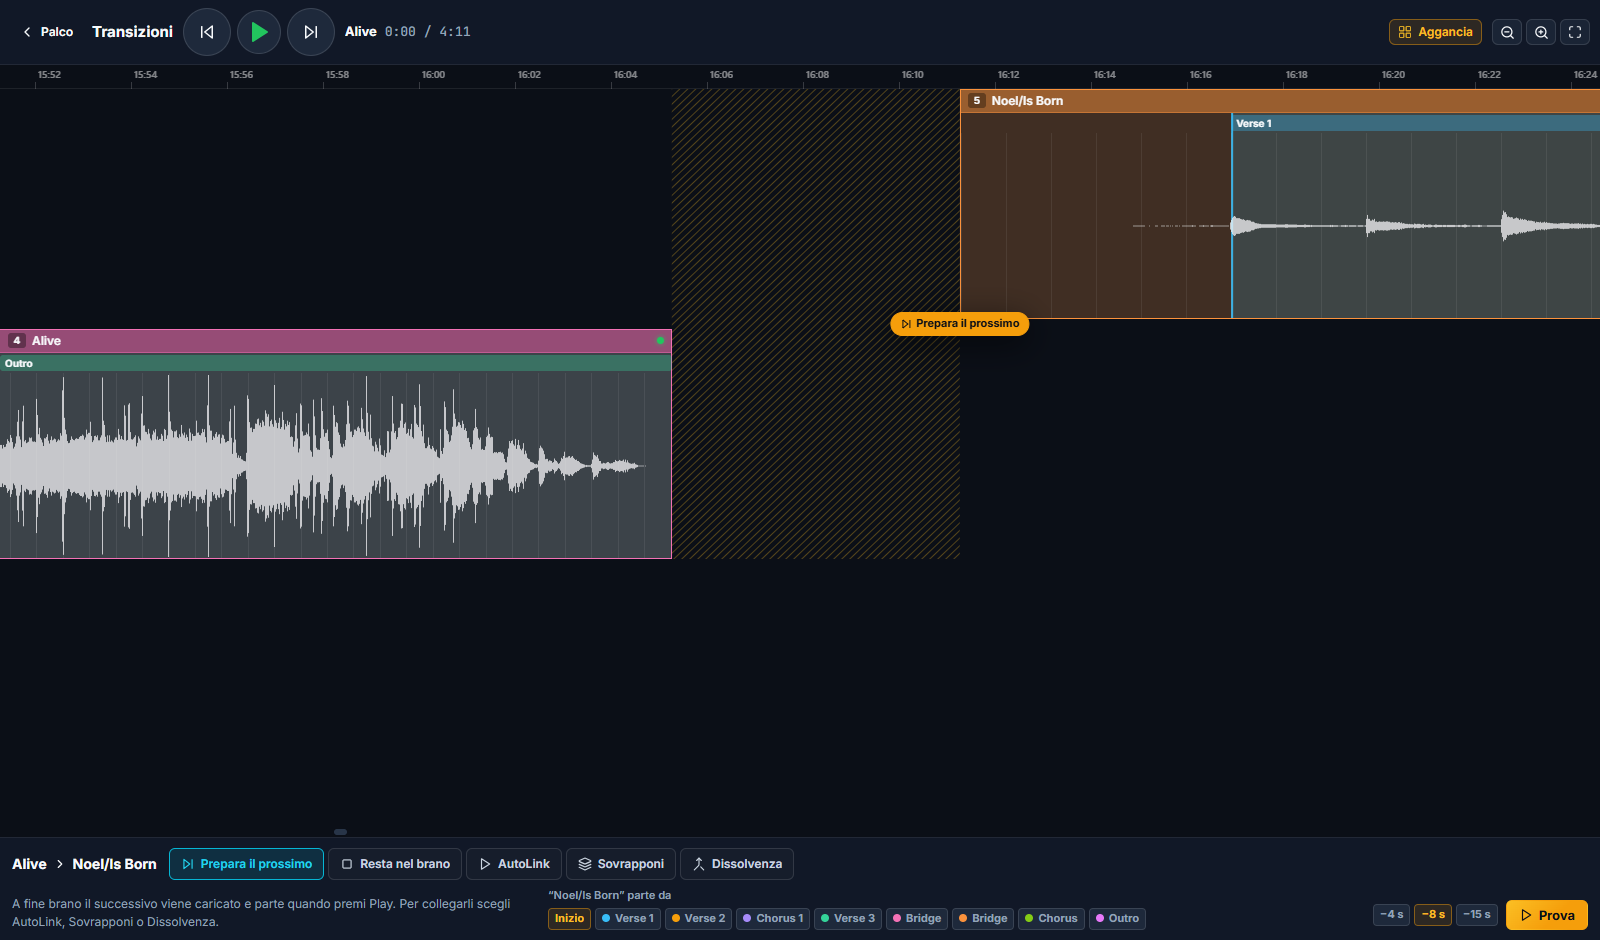 Palco Transizioni Alive 0:00 / 4:11 Aggancia
15:52 15:54 15:56 15:58 16:00 16:02 16:04 16:06 16:08 16:10 16:12 16:14 16:16 16:18 16:20 16:22 16:24
5 Noel/Is Born
Verse 1
Prepara il prossimo
4 Alive
Outro
Alive > Noel/Is Born Prepara il prossimo Resta nel brano AutoLink Sovrapponi Dissolvenza
A fine brano il successivo viene caricato e parte quando premi Play. Per collegarli scegli
AutoLink, Sovrapponi o Dissolvenza.
“Noel/Is Born” parte da
Inizio Verse 1 Verse 2 Chorus 1 Verse 3 Bridge Bridge Chorus Outro
−4 s −8 s −15 s Prova